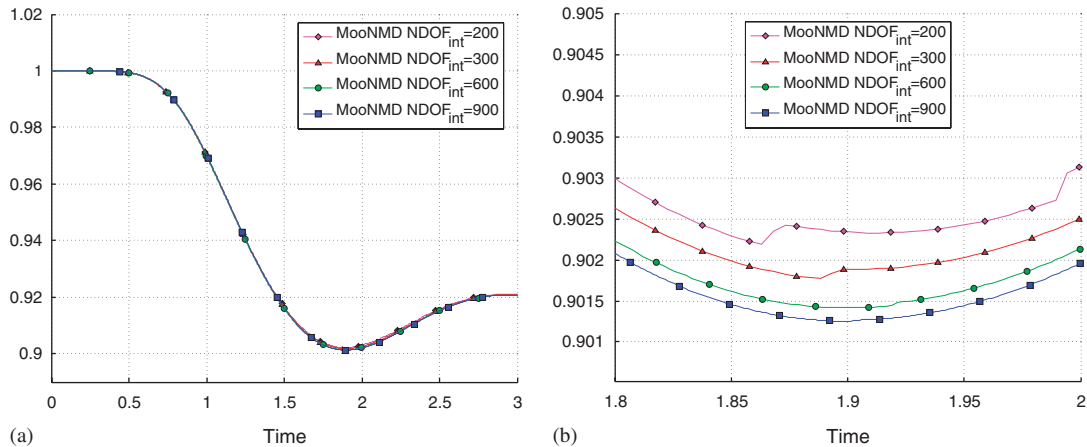 1.02
1
0.98
0.96
0.94
0.92
0.9
0
0.5
1
1.5
2
2.5
3
MooNMD NDOFint=200
MooNMD NDOFint=300
MooNMD NDOFint=600
MooNMD NDOFint=900
(a)
Time
0.905
0.9045
0.904
0.9035
0.903
0.9025
0.902
0.9015
0.901
1.8
1.85
1.9
1.95
2
MooNMD NDOFint=200
MooNMD NDOFint=300
MooNMD NDOFint=600
MooNMD NDOFint=900
(b)
Time